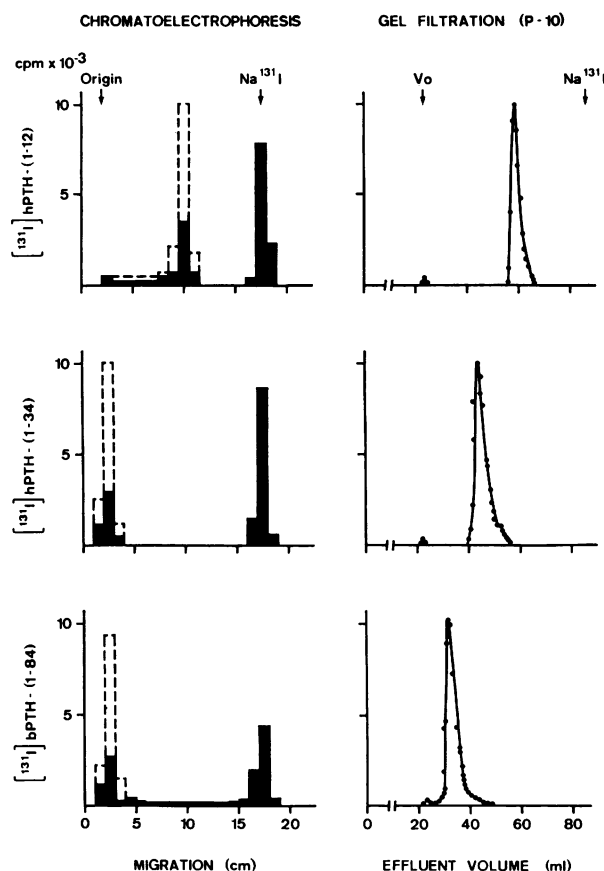 CHROMATOELECTROPHORESIS
GEL FILTRATION (P-10)
cpm x 10⁻³
Origin
Na¹³¹I
Vo
Na¹³¹I
10
5
[¹³¹I] hPTH-(1-12)
10
5
[¹³¹I] hPTH-(1-34)
10
5
[¹³¹I] bPTH-(1-84)
0 5 10 15 20
0 20 40 60 80
MIGRATION (cm)
EFFLUENT VOLUME (ml)